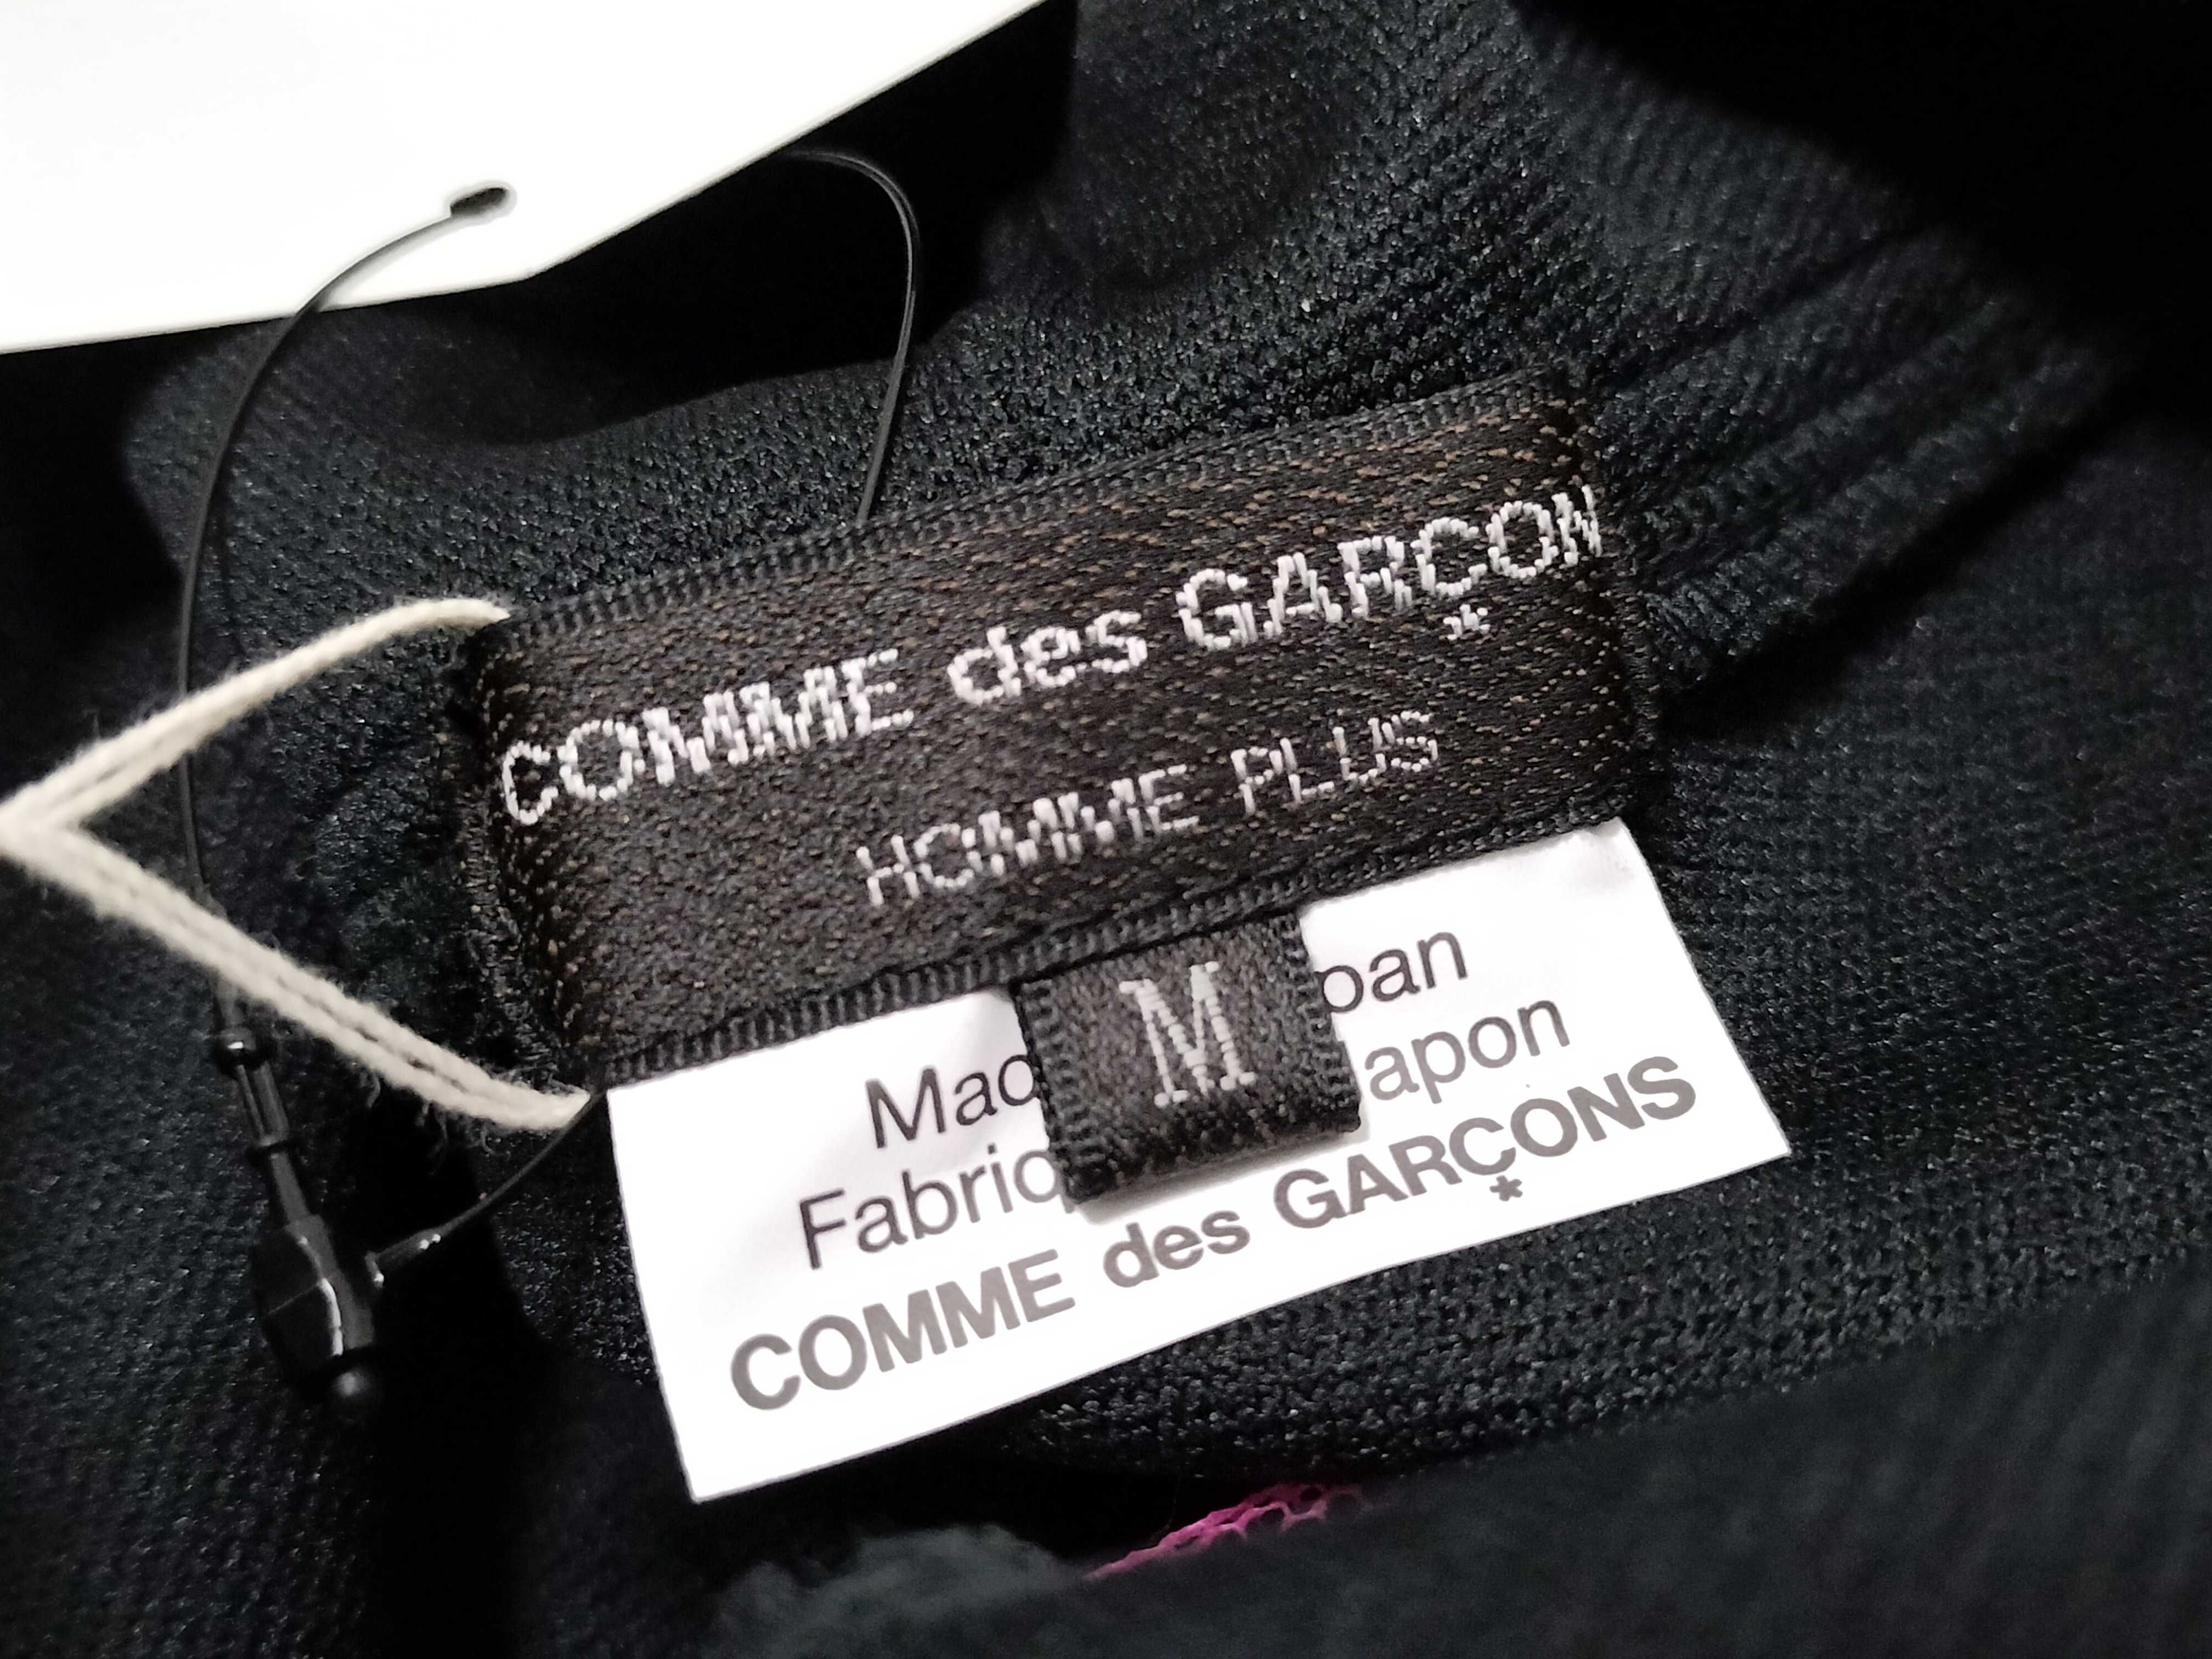 COMME des GARÇON
HOMME PLUS
M
Mad pan
Fabriq apon
COMME des GARÇONS